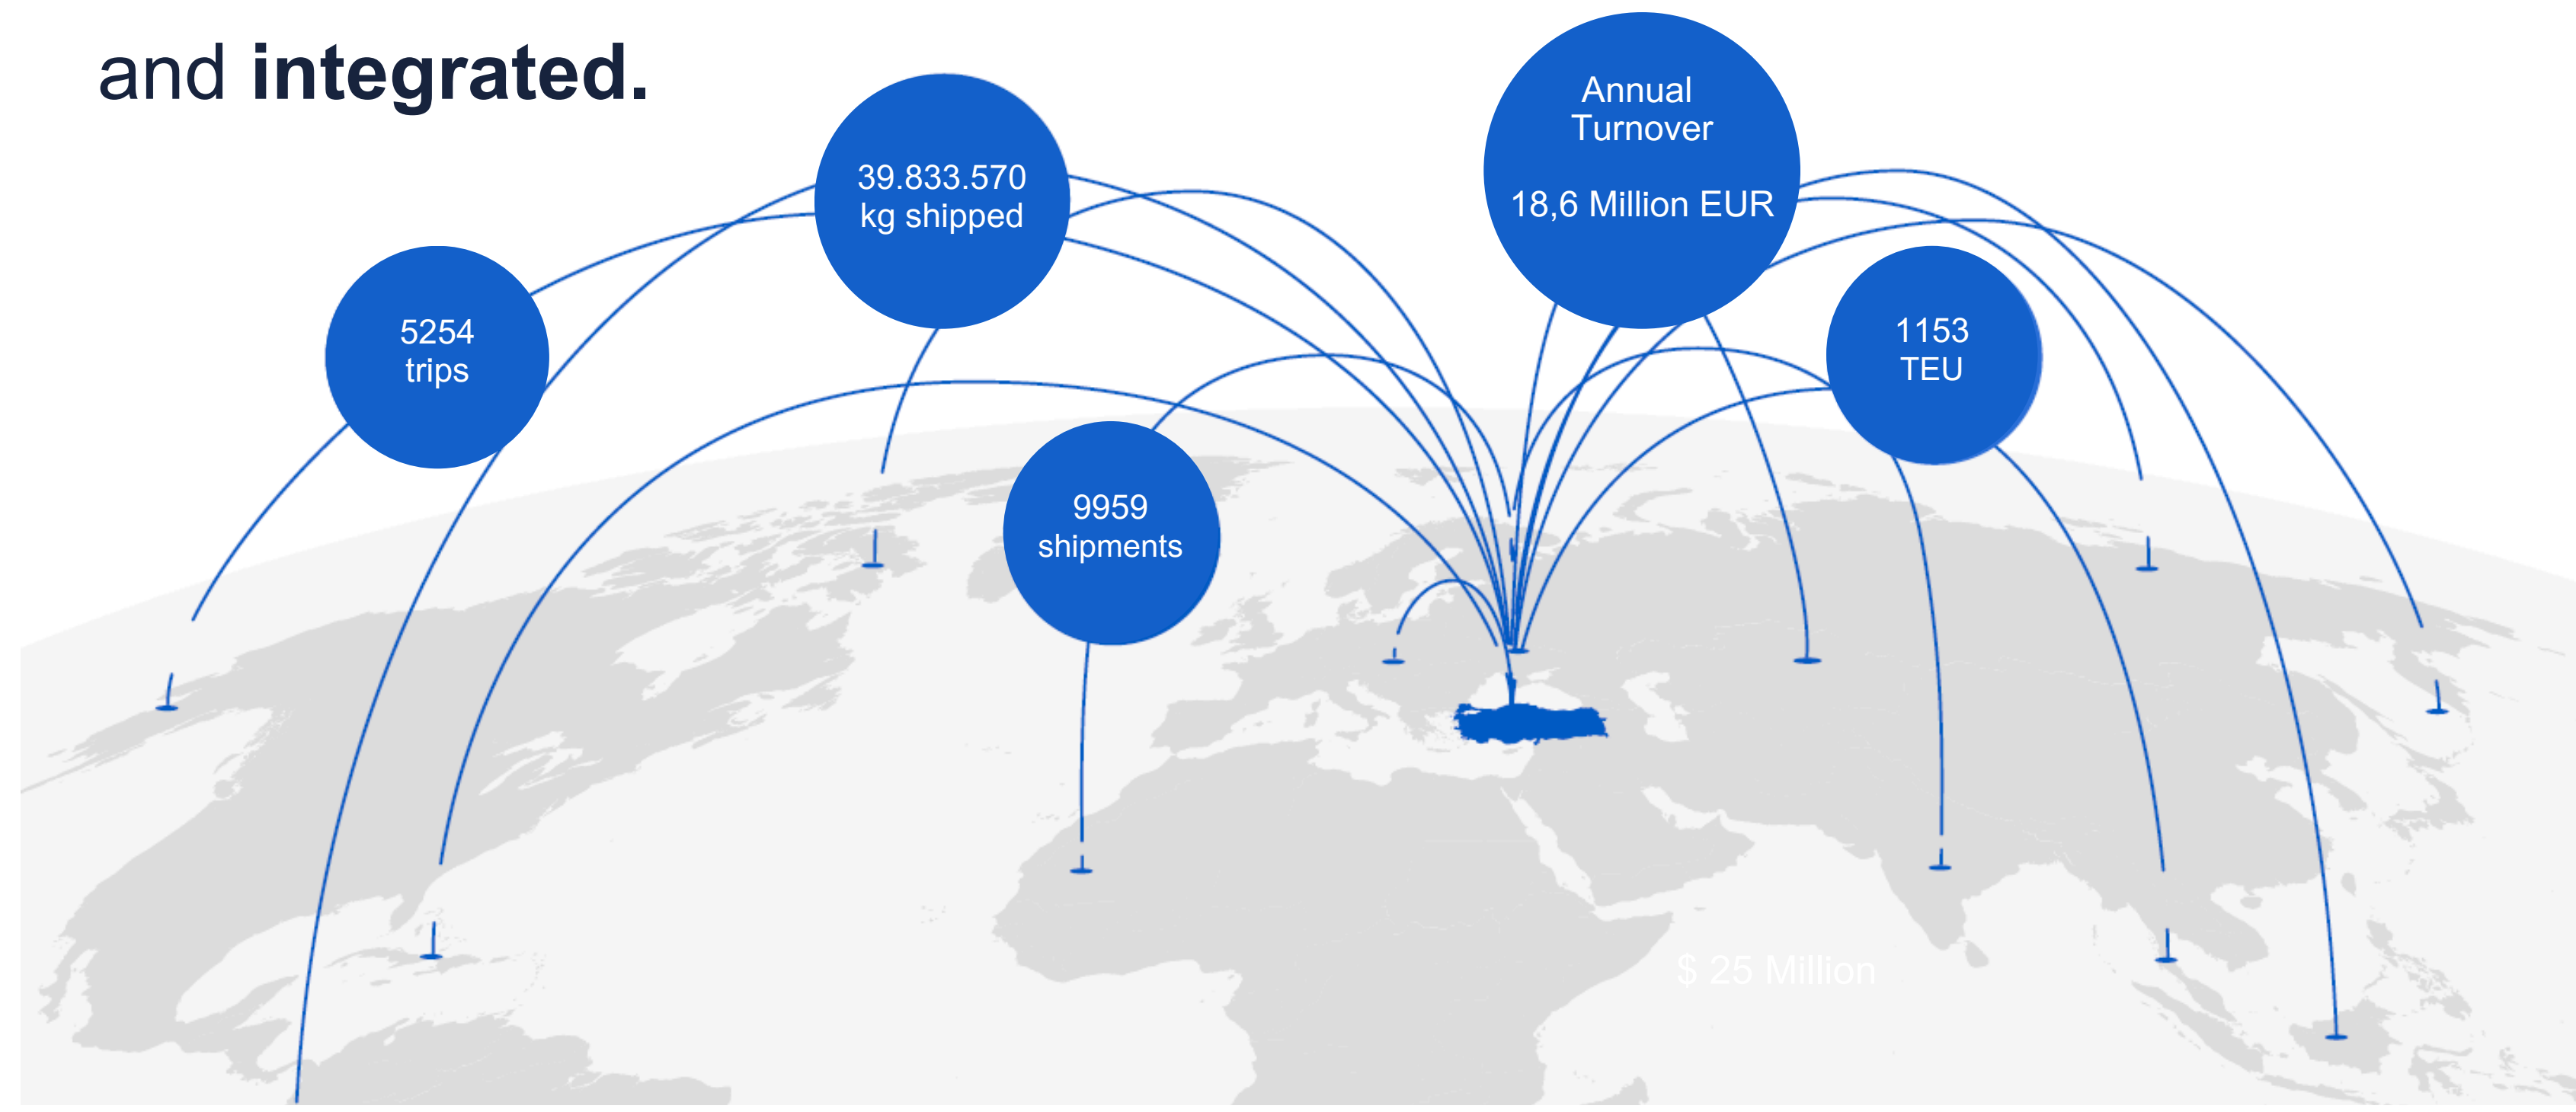 and integrated.
39.833.570
kg shipped
Annual
Turnover
18,6 Million EUR
5254
trips
1153
TEU
9959
shipments
$ 25 Million